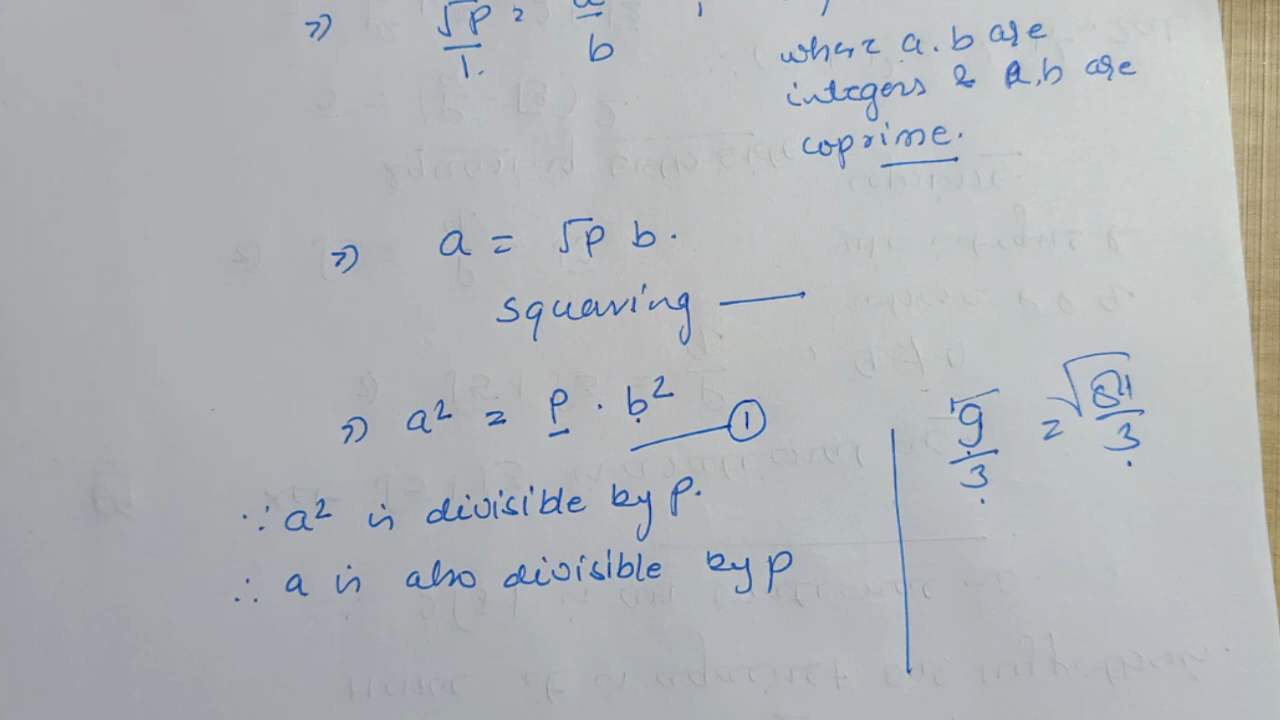 ⇒ √p/1. = a/b ,
where a.b are
integers & a,b are
coprime.
⇒ a = √p b.
squaring —
⇒ a² = p . b² — ①
∵ a² is divisible by p.
∴ a is also divisible by p
√9/3 = √81/3